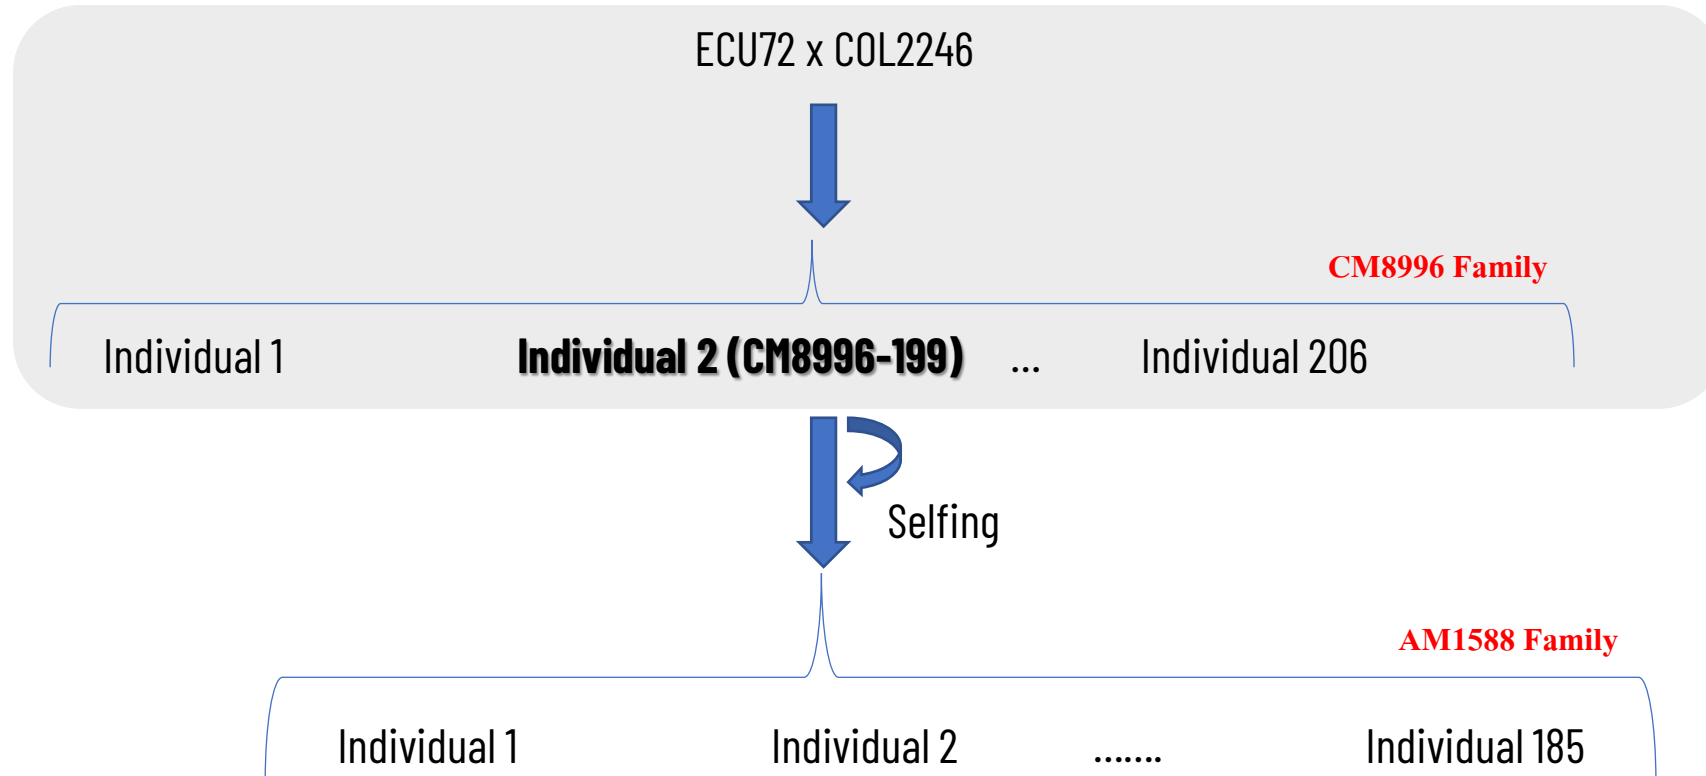 ECU72 x COL2246
CM8996 Family
Individual 1 Individual 2 (CM8996-199) ... Individual 206
Selfing
AM1588 Family
Individual 1 Individual 2 ....... Individual 185